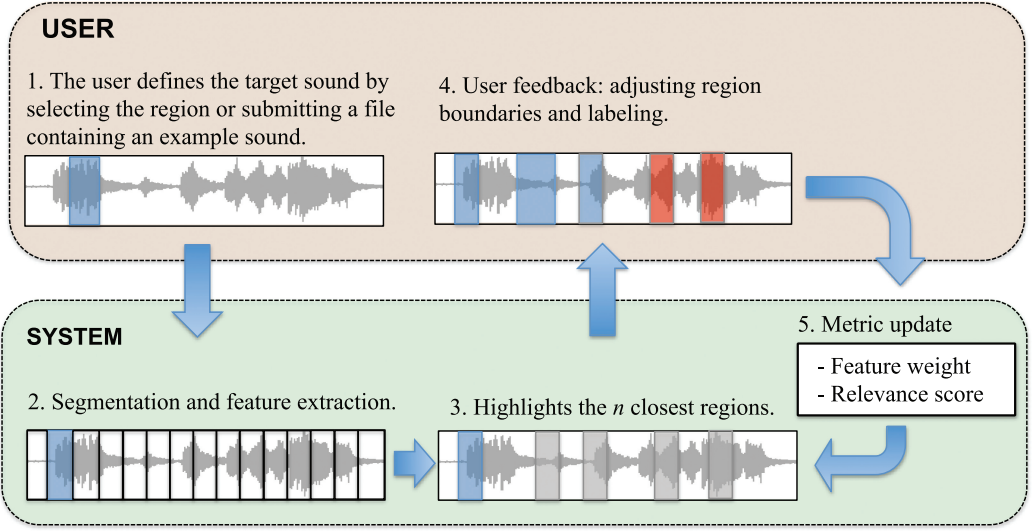 USER
1. The user defines the target sound by
selecting the region or submitting a file
containing an example sound.
4. User feedback: adjusting region
boundaries and labeling.
SYSTEM
2. Segmentation and feature extraction.
3. Highlights the n closest regions.
5. Metric update
- Feature weight
- Relevance score